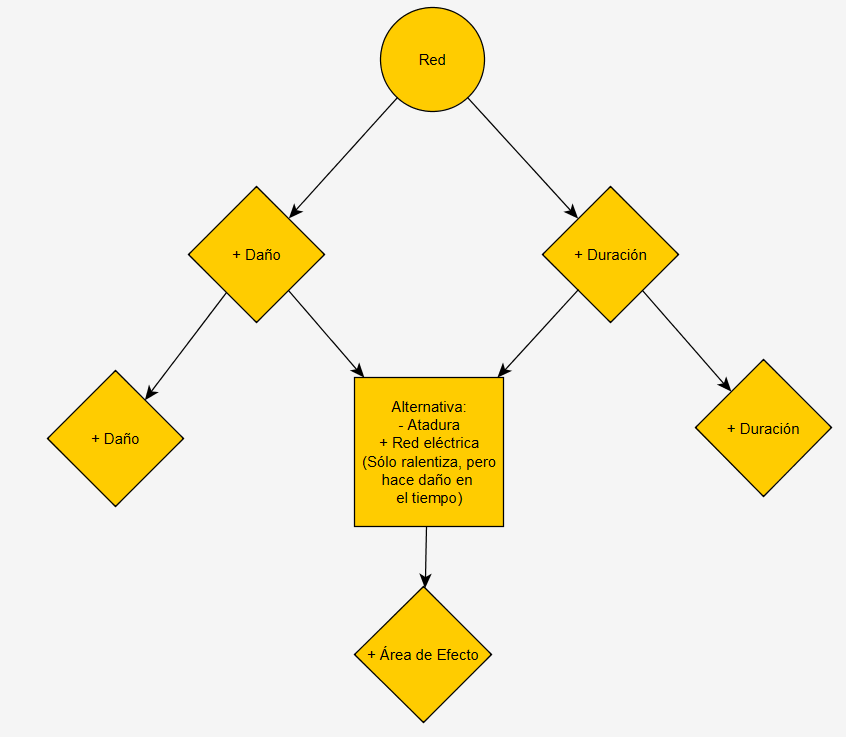 Red
+ Daño
+ Duración
+ Daño
Alternativa:
- Atadura
+ Red eléctrica
(Sólo ralentiza, pero
hace daño en
el tiempo)
+ Duración
+ Área de Efecto